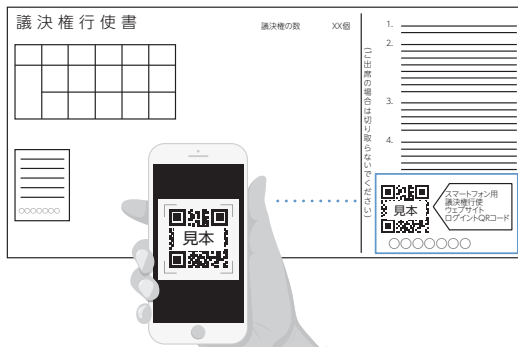 議決権行使書
議決権の数 XX個
(ご出席の場合は切り取らないでください)
1.
2.
3.
4.
○○○○○○○
見本
見本
スマートフォン用
議決権行使
ウェブサイト
ログインQRコード
○○○○○○○